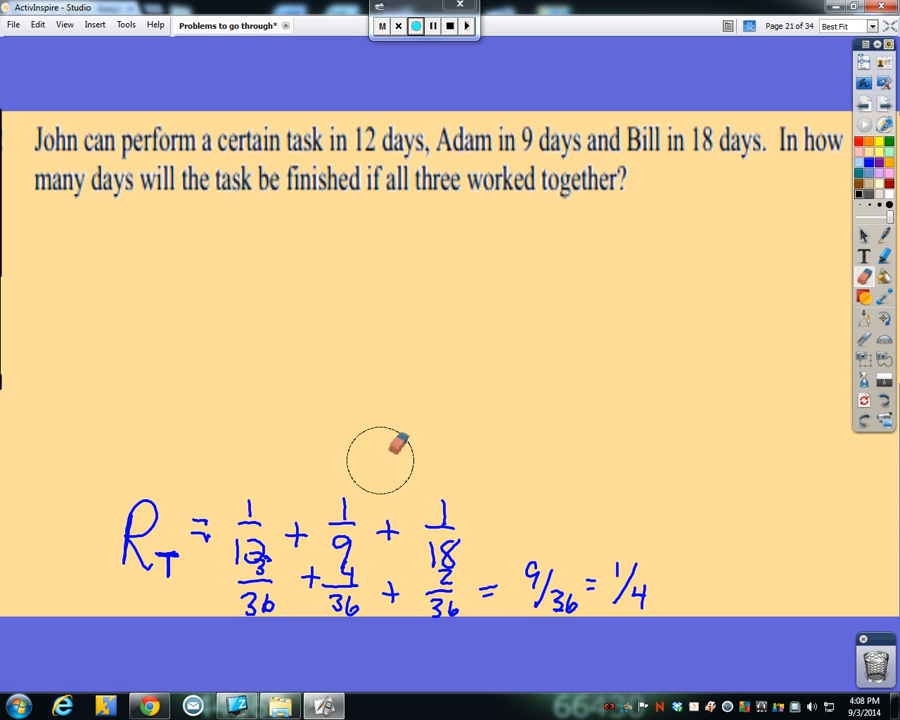 ActivInspire - Studio
File Edit View Insert Tools Help
Problems to go through*
M
Page 21 of 34
Best Fit
John can perform a certain task in 12 days, Adam in 9 days and Bill in 18 days. In how
many days will the task be finished if all three worked together?
R_T = 1/12 + 1/9 + 1/18
3/36 + 4/36 + 2/36 = 9/36 = 1/4
4:08 PM
9/3/2014